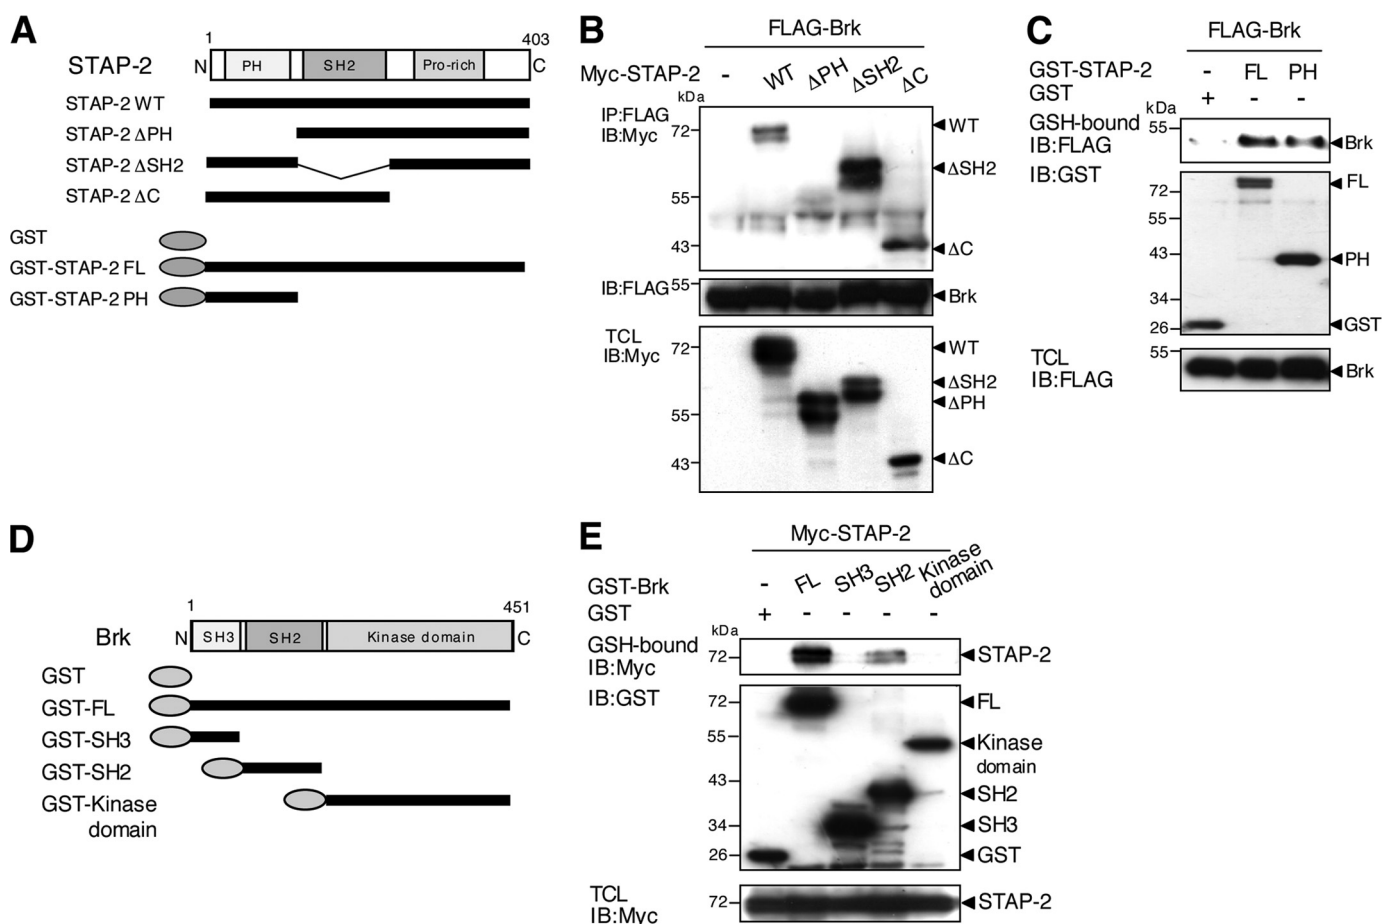 A
1
403
STAP-2
N
PH
SH2
Pro-rich
C
STAP-2 WT
STAP-2 ΔPH
STAP-2 ΔSH2
STAP-2 ΔC
GST
GST-STAP-2 FL
GST-STAP-2 PH
B
FLAG-Brk
Myc-STAP-2
-
WT
ΔPH
ΔSH2
ΔC
kDa
IP:FLAG
IB:Myc
72
55
43
WT
ΔSH2
ΔC
IB:FLAG
55
Brk
TCL
IB:Myc
72
55
43
WT
ΔSH2
ΔPH
ΔC
C
FLAG-Brk
GST-STAP-2
- FL PH
GST
+ - -
kDa
GSH-bound
IB:FLAG
55
Brk
IB:GST
72
55
43
34
26
FL
PH
GST
TCL
IB:FLAG
55
Brk
D
1
451
Brk
N
SH3
SH2
Kinase domain
C
GST
GST-FL
GST-SH3
GST-SH2
GST-Kinase
domain
E
Myc-STAP-2
GST-Brk
-
FL
SH3
SH2
Kinase
domain
GST
+ - - - -
kDa
GSH-bound
IB:Myc
72
STAP-2
IB:GST
72
55
43
34
26
FL
Kinase
domain
SH2
SH3
GST
TCL
IB:Myc
72
STAP-2